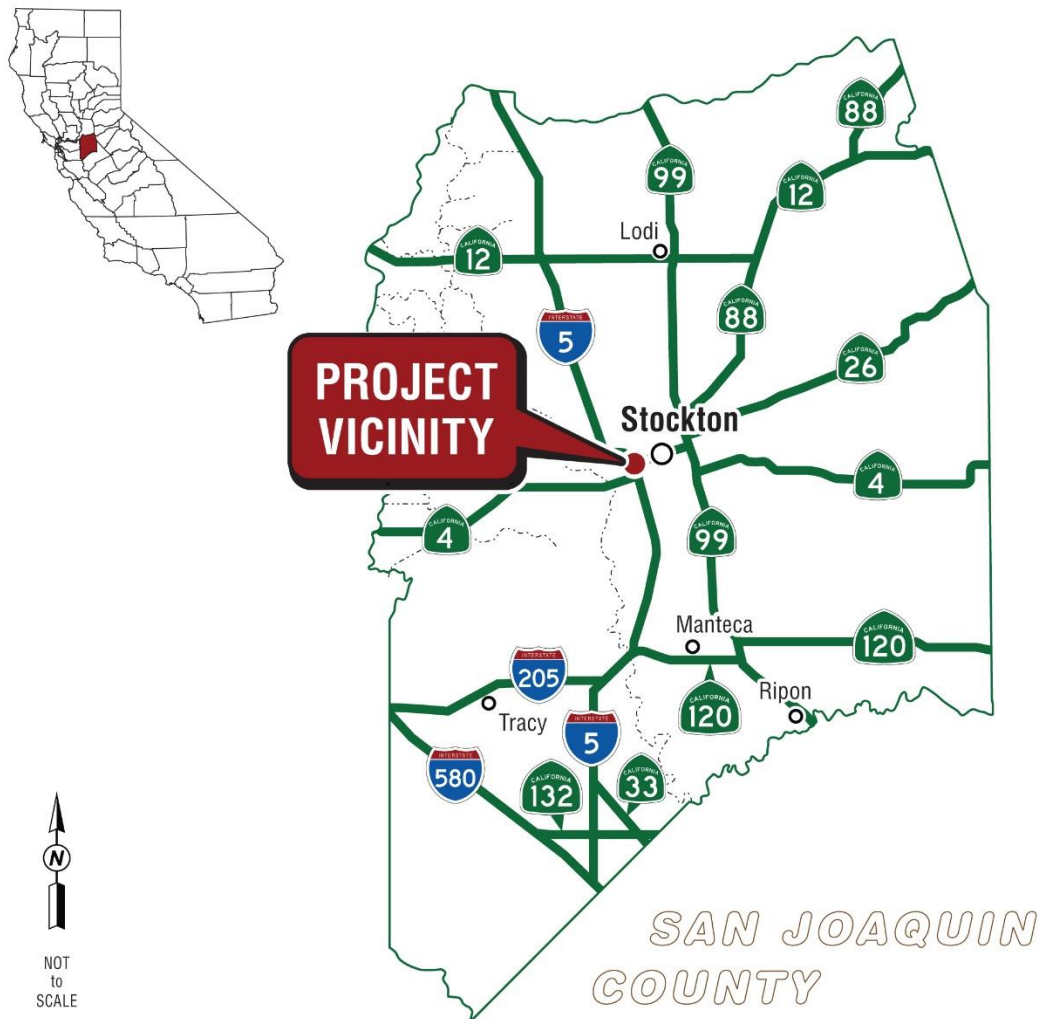 CALIFORNIA
88
CALIFORNIA
99
CALIFORNIA
12
Lodi
CALIFORNIA
12
CALIFORNIA
88
INTERSTATE
5
CALIFORNIA
26
PROJECT
VICINITY
Stockton
CALIFORNIA
4
CALIFORNIA
4
CALIFORNIA
99
Manteca
CALIFORNIA
120
INTERSTATE
205
Tracy
Ripon
CALIFORNIA
120
INTERSTATE
5
INTERSTATE
580
CALIFORNIA
132
CALIFORNIA
33
N
NOT
to
SCALE
SAN JOAQUIN
COUNTY